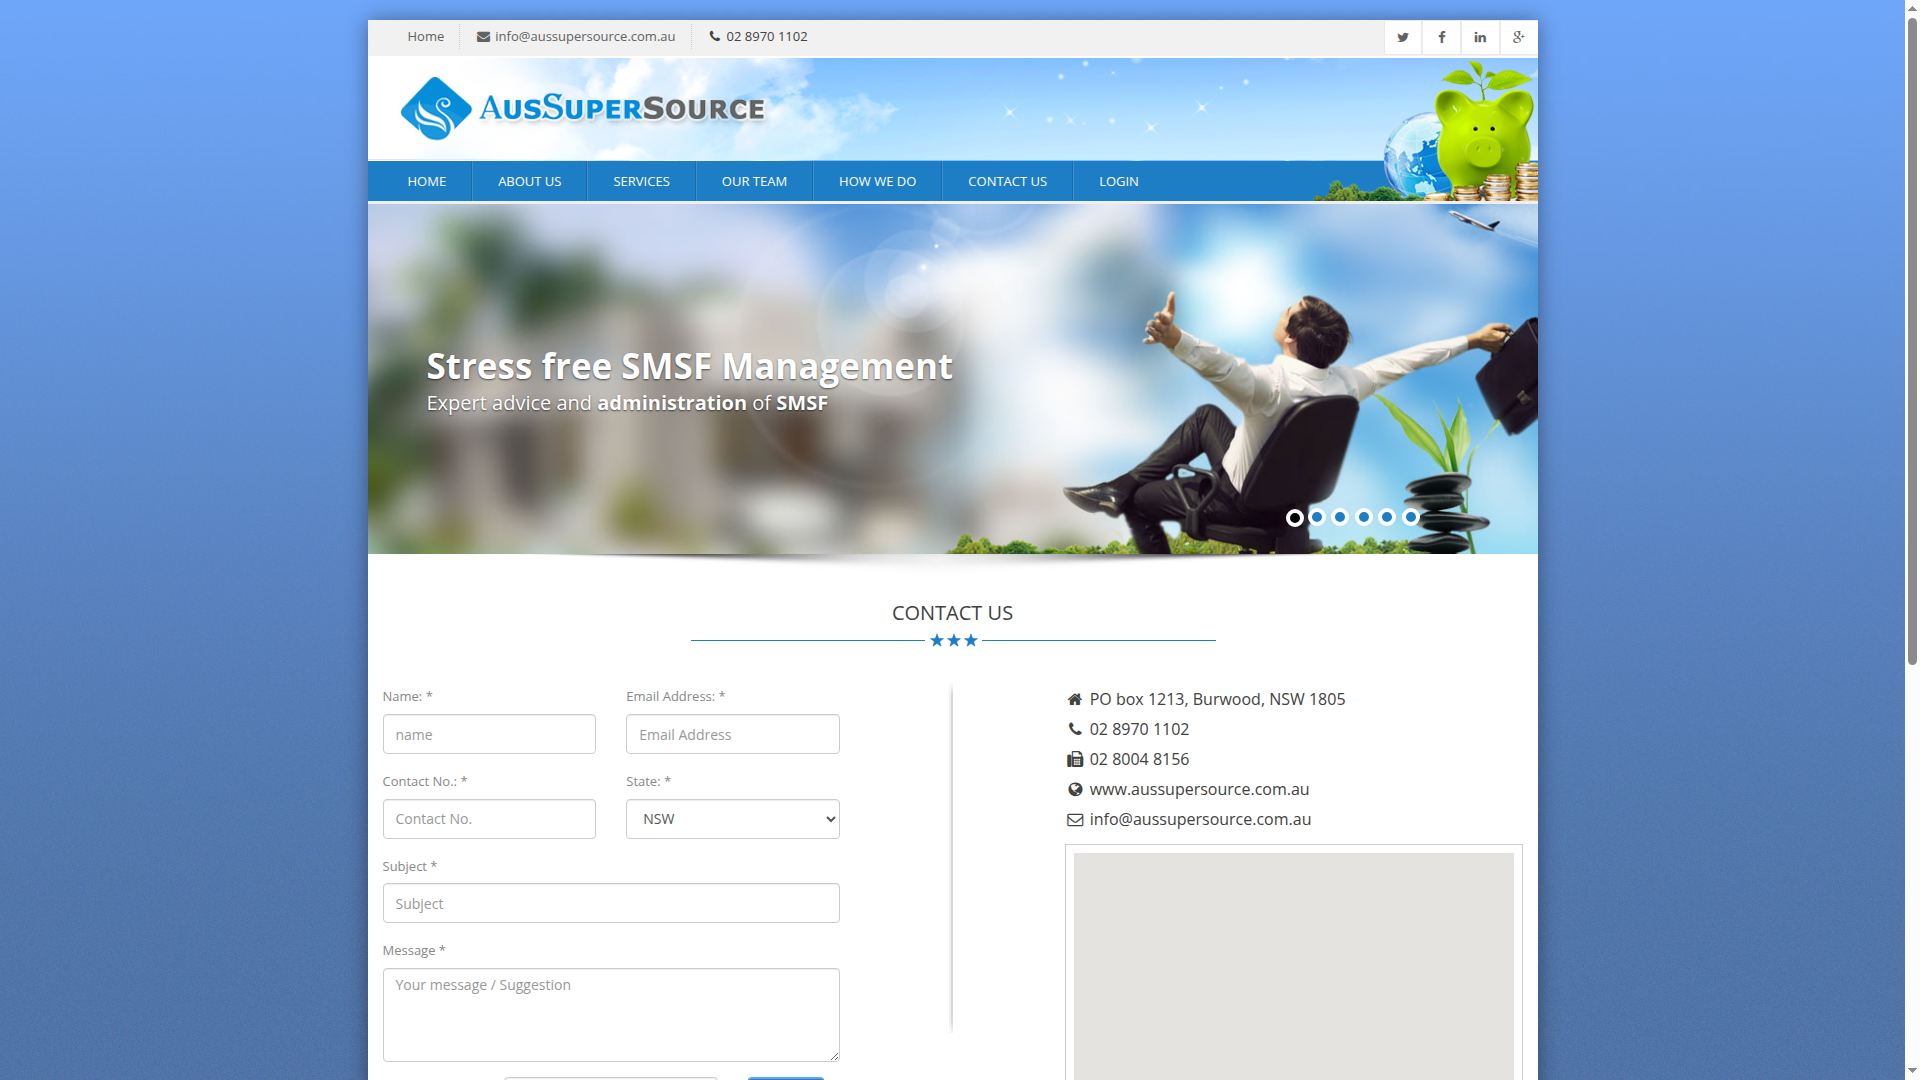 Home
info@aussupersource.com.au
02 8970 1102
AUSSUPERSOURCE
HOME
ABOUT US
SERVICES
OUR TEAM
HOW WE DO
CONTACT US
LOGIN
Stress free SMSF Management
Expert advice and administration of SMSF
CONTACT US
Name: *
Email Address: *
name
Email Address
Contact No.: *
State: *
Contact No.
NSW
Subject *
Subject
Message *
Your message / Suggestion
PO box 1213, Burwood, NSW 1805
02 8970 1102
02 8004 8156
www.aussupersource.com.au
info@aussupersource.com.au